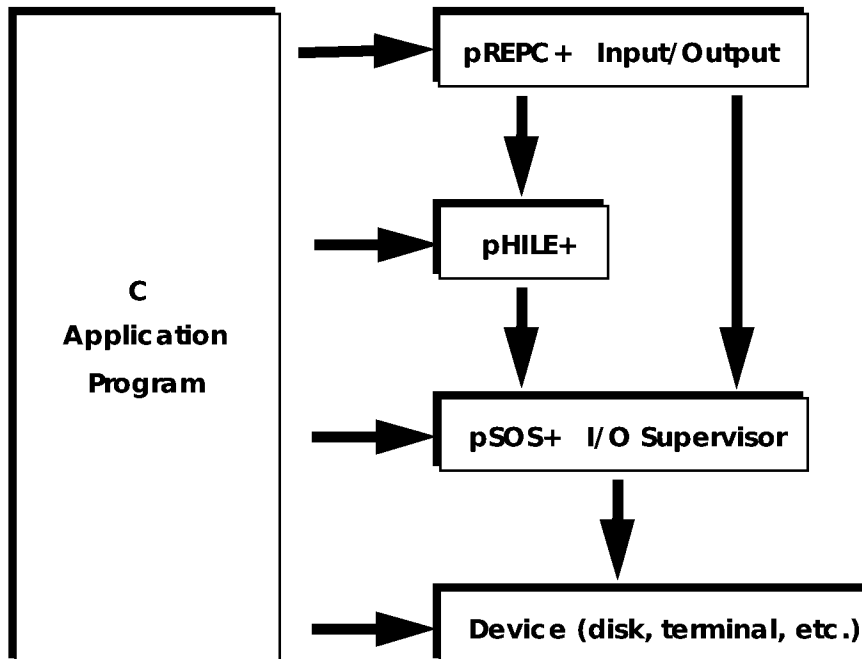 C
Application
Program
pREPC+ Input/Output
pHILE+
pSOS+ I/O Supervisor
Device (disk, terminal, etc.)